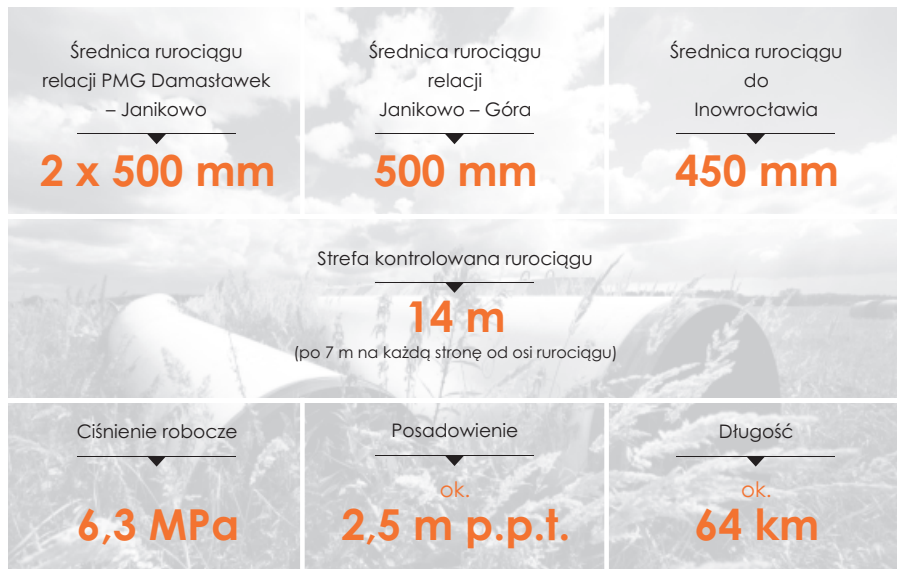 Średnica rurociągu
relacji PMG Damasławek
– Janikowo
2 x 500 mm
Średnica rurociągu
relacji
Janikowo – Góra
500 mm
Średnica rurociągu
do
Inowrocławia
450 mm
Strefa kontrolowana rurociągu
14 m
(po 7 m na każdą stronę od osi rurociągu)
Ciśnienie robocze
6,3 MPa
Posadowienie
ok.
2,5 m p.p.t.
Długość
ok.
64 km